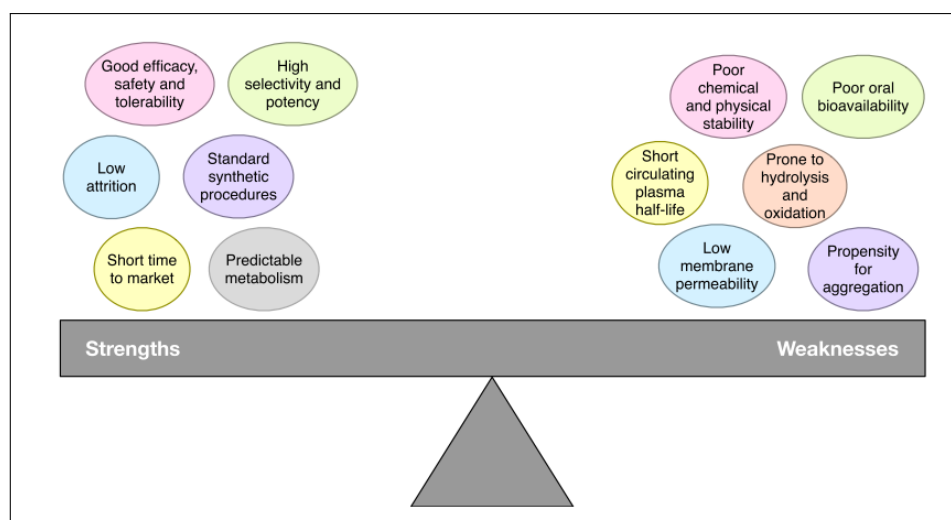 Good efficacy,
safety and
tolerability
High
selectivity and
potency
Low
attrition
Standard
synthetic
procedures
Short time
to market
Predictable
metabolism
Poor
chemical
and physical
stability
Poor oral
bioavailability
Short
circulating
plasma
half-life
Prone to
hydrolysis
and
oxidation
Low
membrane
permeability
Propensity
for
aggregation
Strengths
Weaknesses